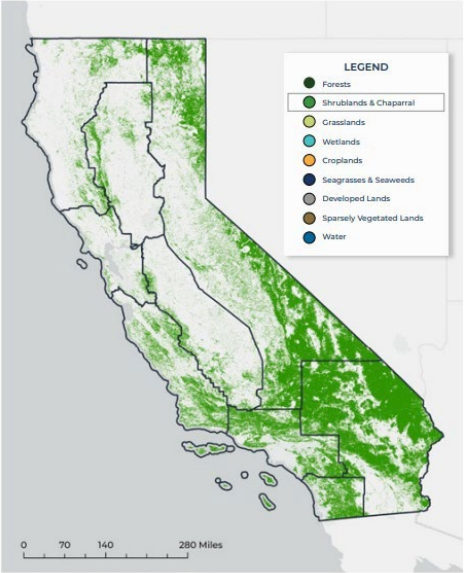 LEGEND
Forests
Shrublands & Chaparral
Grasslands
Wetlands
Croplands
Seagrasses & Seaweeds
Developed Lands
Sparsely Vegetated Lands
Water
0 70 140 280 Miles